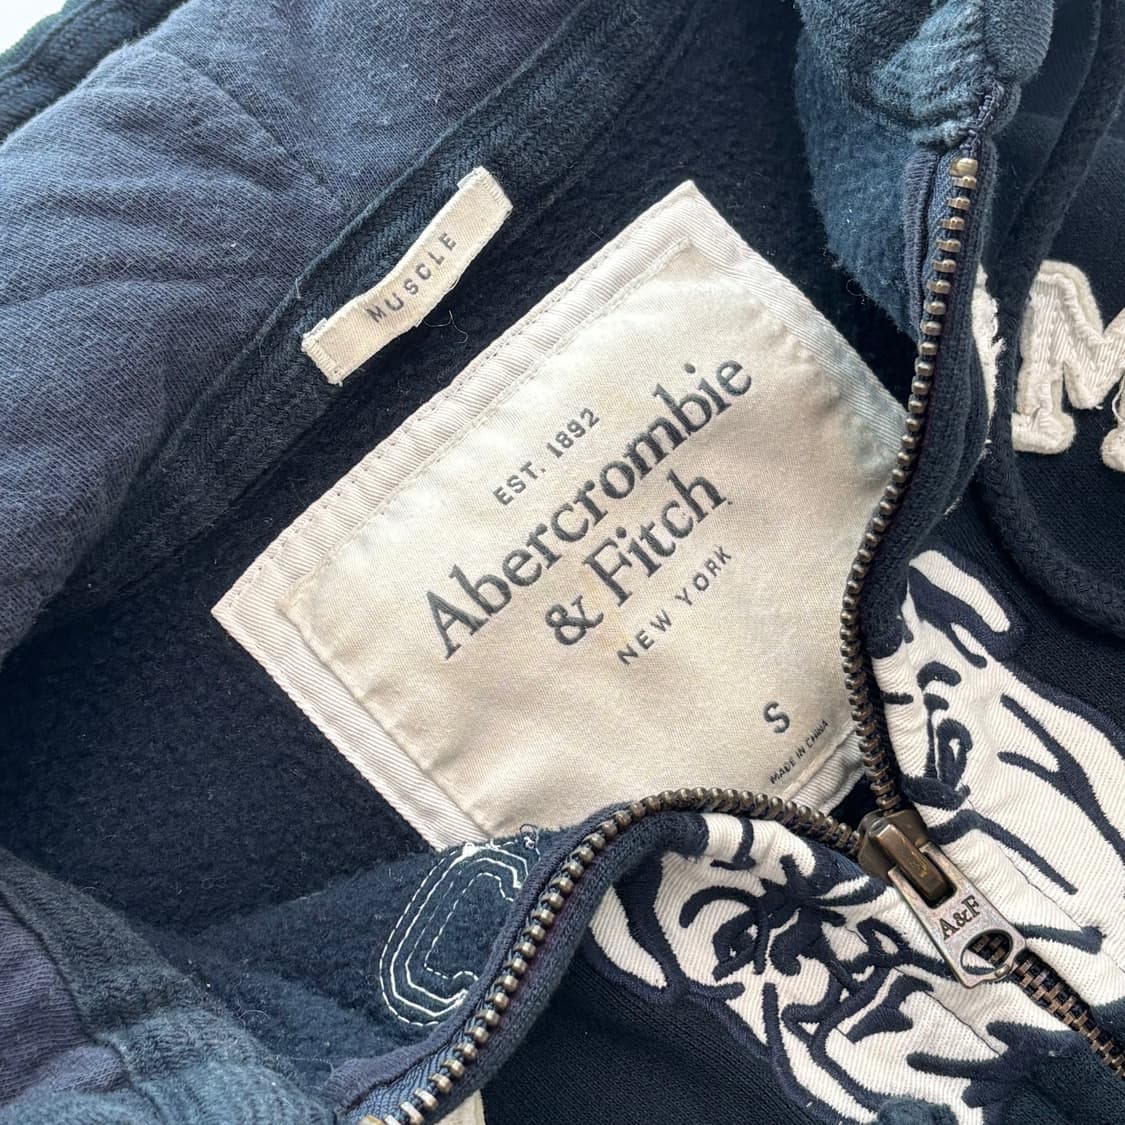 MUSCLE
EST. 1892
Abercrombie
& Fitch
NEW YORK
S
MADE IN CHINA
A&F
M